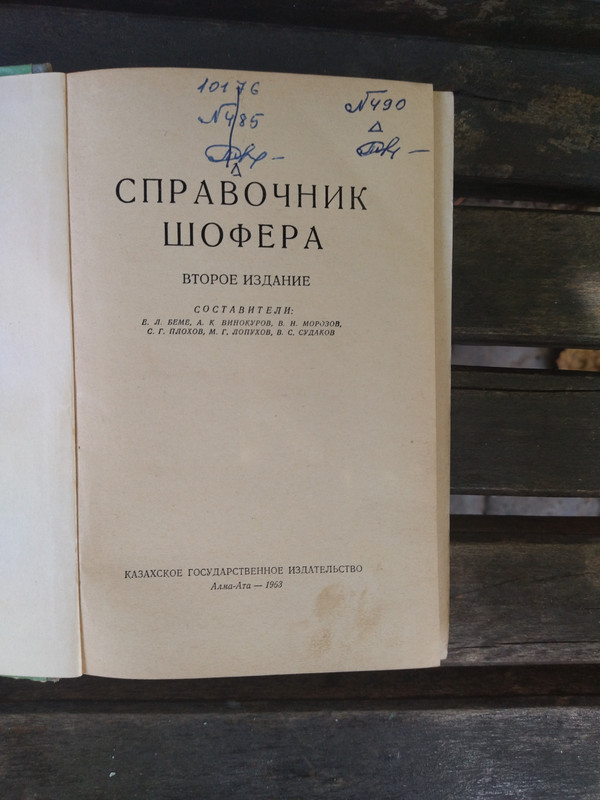 10176
№485
№490
СПРАВОЧНИК
ШОФЕРА
ВТОРОЕ ИЗДАНИЕ
СОСТАВИТЕЛИ:
Е. Л. БЕМЕ, А. К. ВИНОКУРОВ, В. Н. МОРОЗОВ,
С. Г. ПЛОХОВ, М. Г. ЛОПУХОВ, В. С. СУДАКОВ
КАЗАХСКОЕ ГОСУДАРСТВЕННОЕ ИЗДАТЕЛЬСТВО
Алма-Ата — 1963